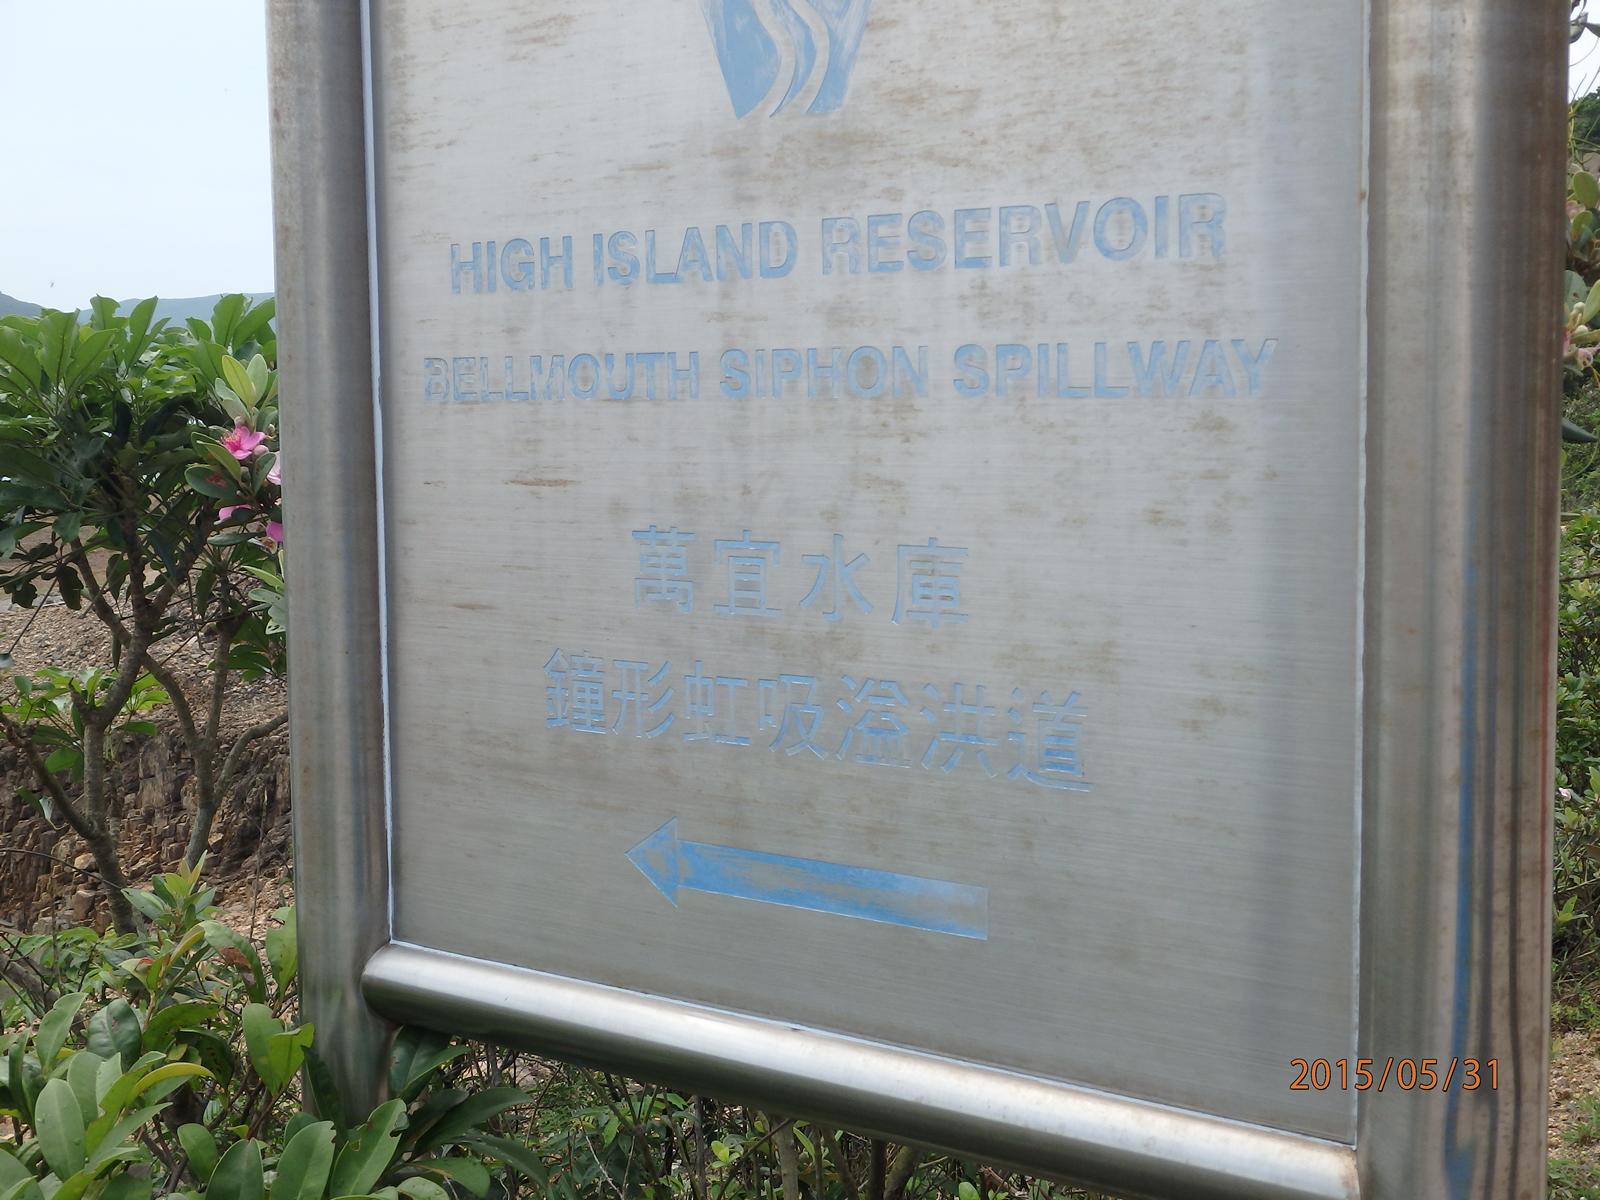 HIGH ISLAND RESERVOIR
BELLMOUTH SIPHON SPILLWAY
萬宜水庫
鐘形虹吸溢洪道
2015/05/31